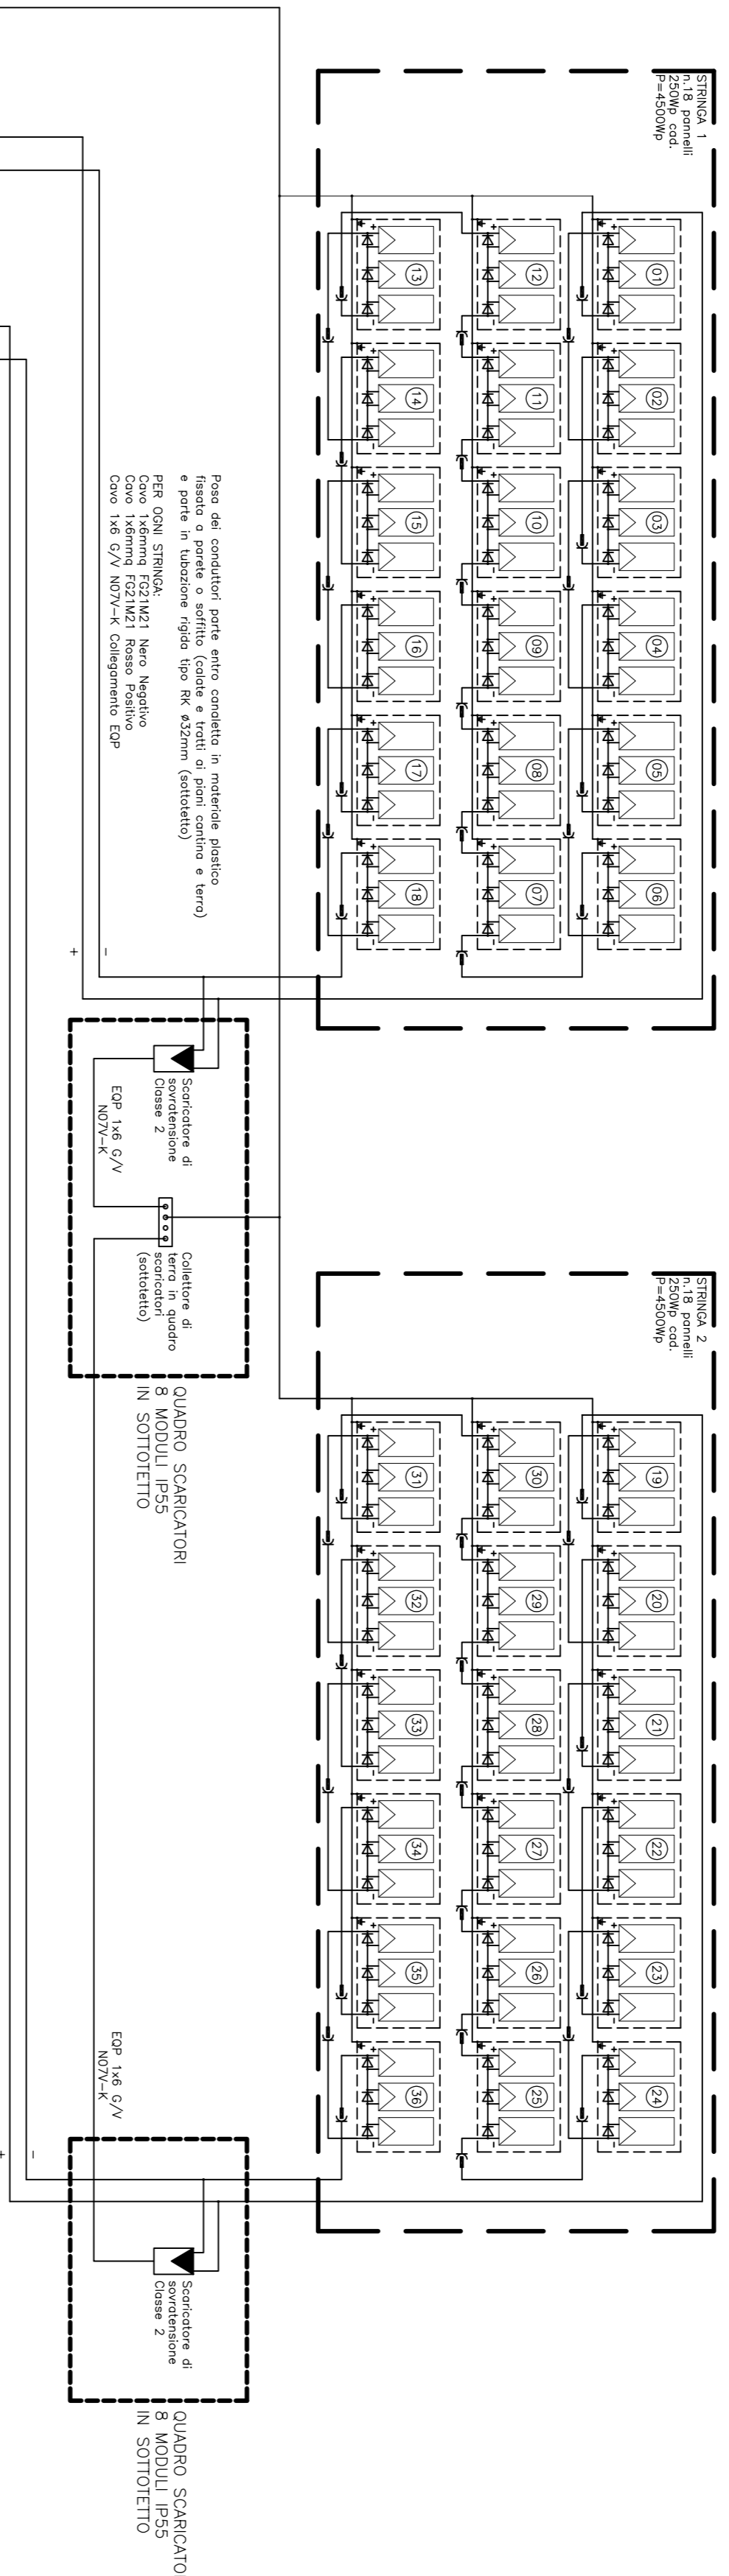 STRINGA 1
n.18 pannelli
250Wp cad.
P=4500Wp
01
02
03
04
05
06
12
11
10
09
08
07
13
14
15
16
17
18
Posa dei conduttori parte entro canaletta in materiale plastico
fissata a parete o soffitto (calate e tratti ai piani cantina e terra)
e parte in tubazione rigida tipo RK ø32mm (sottotetto)
PER OGNI STRINGA:
Cavo 1x6mmq FG21M21 Nero Negativo
Cavo 1x6mmq FG21M21 Rosso Positivo
Cavo 1x6 G/V N07V-K Collegamento EQP
-
+
Scaricatore di
sovratensione
Classe 2
EQP 1x6 G/V
N07V-K
Collettore di
terra in quadro
scaricatori
(sottotetto)
QUADRO SCARICATORI
8 MODULI IP55
IN SOTTOTETTO
STRINGA 2
n.18 pannelli
250Wp cad.
P=4500Wp
19
20
21
22
23
24
30
29
28
27
26
25
31
32
33
34
35
36
EQP 1x6 G/V
N07V-K
-
+
Scaricatore di
sovratensione
Classe 2
QUADRO SCARICATO
8 MODULI IP55
IN SOTTOTETTO